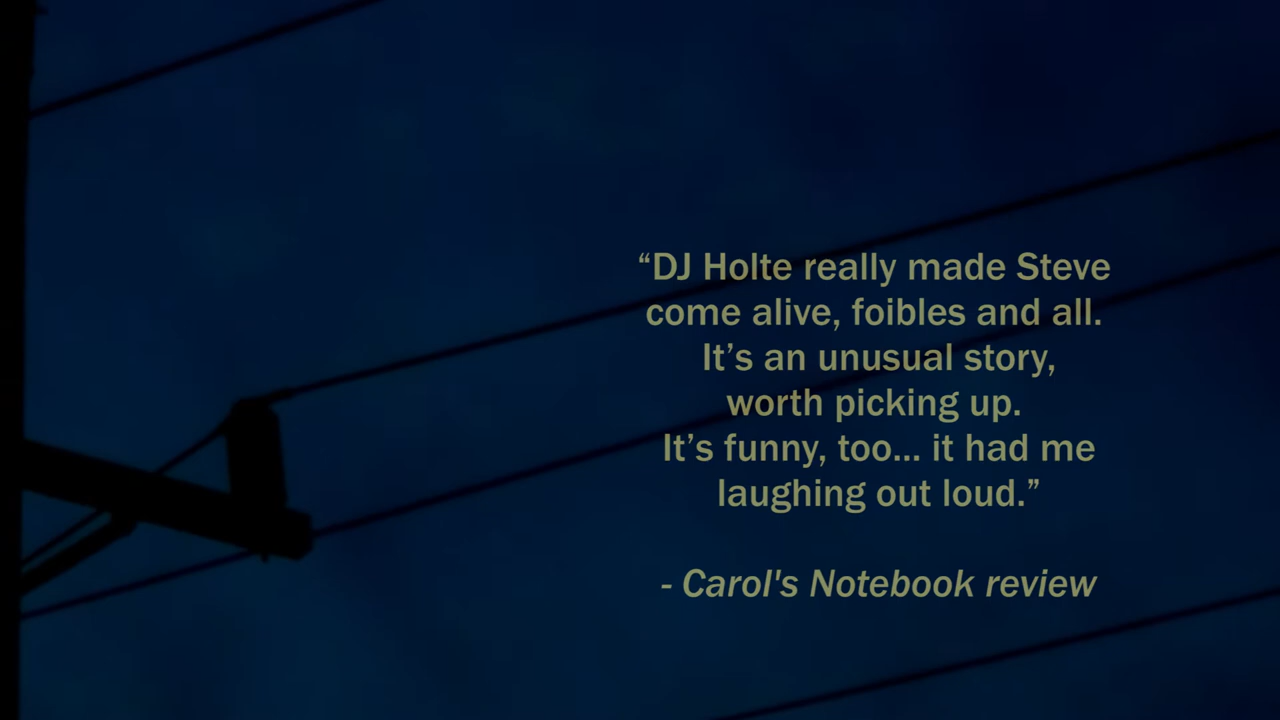 “DJ Holte really made Steve
come alive, foibles and all.
It’s an unusual story,
worth picking up.
It’s funny, too... it had me
laughing out loud.”
- Carol's Notebook review